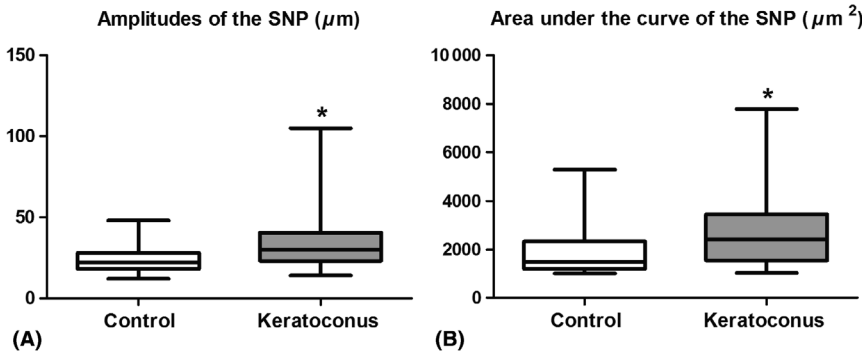 Amplitudes of the SNP (µm)
150
100
50
0
*
Control
Keratoconus
(A)
Area under the curve of the SNP (µm²)
10 000
8000
6000
4000
2000
0
*
Control
Keratoconus
(B)